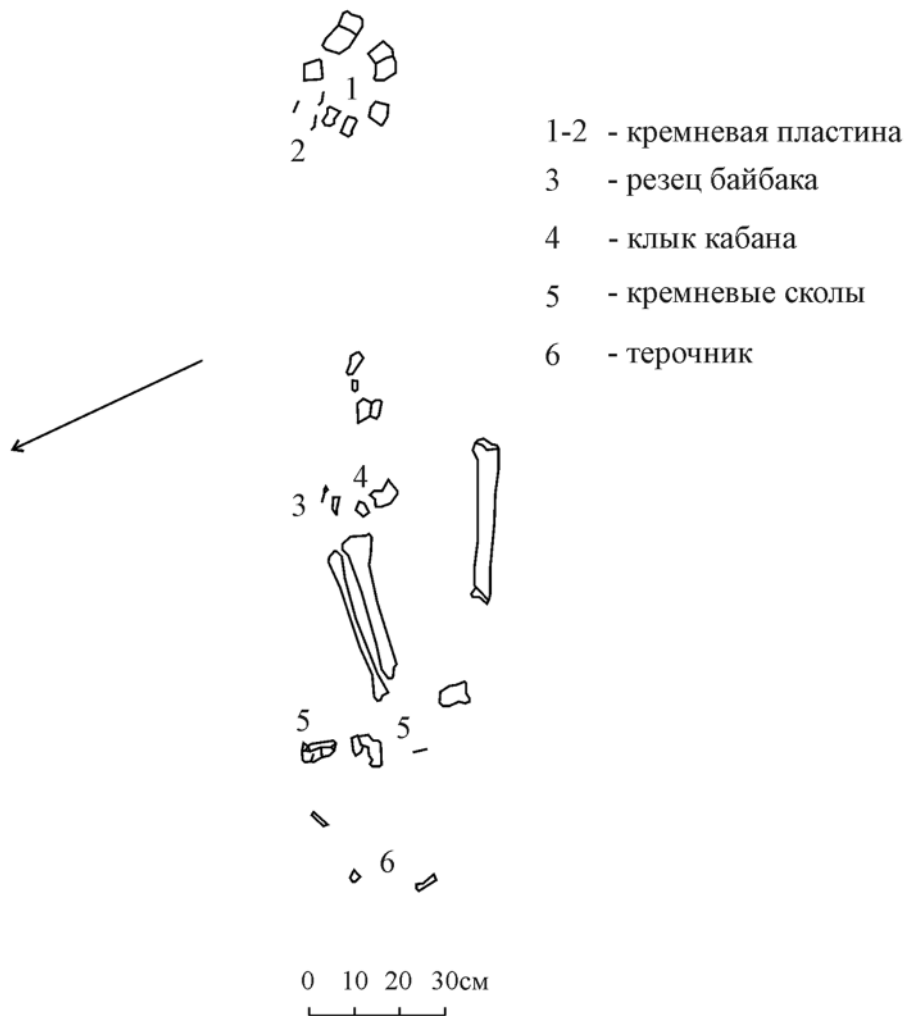 1
2
1-2 - кремневая пластина
3 - резец байбака
4 - клык кабана
5 - кремневые сколы
6 - терочник
4
3
5
5
6
0 10 20 30см